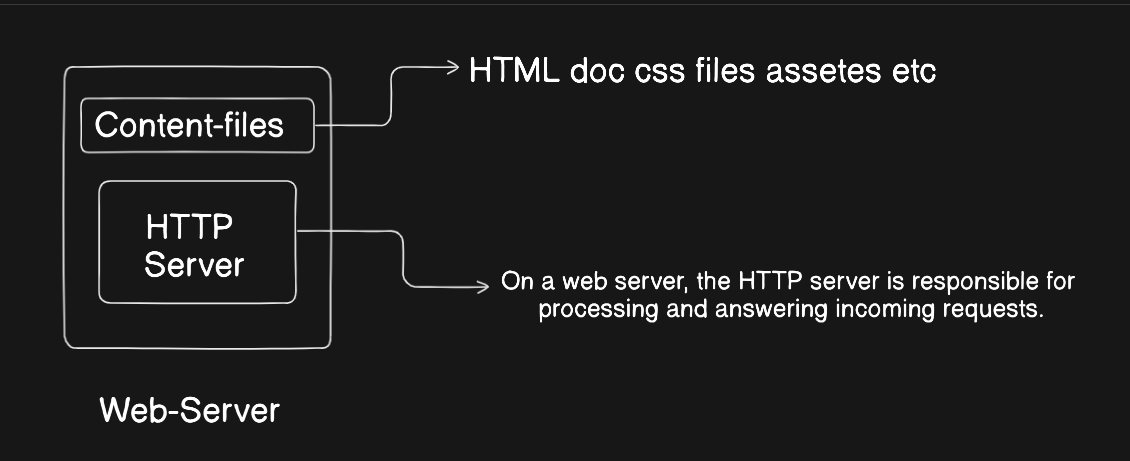 HTML doc css files assetes etc
Content-files
HTTP
Server
On a web server, the HTTP server is responsible for
processing and answering incoming requests.
Web-Server